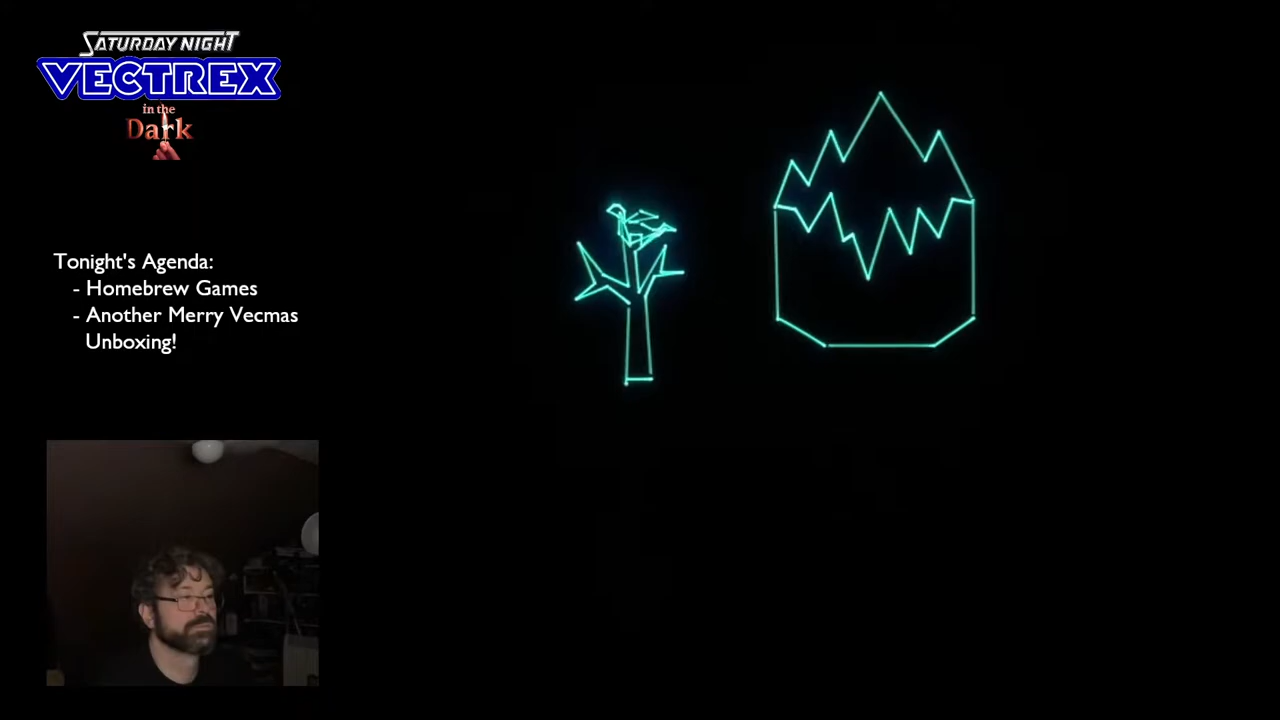 SATURDAY NIGHT
VECTREX
in the
Dark
Tonight's Agenda:
- Homebrew Games
- Another Merry Vecmas
Unboxing!